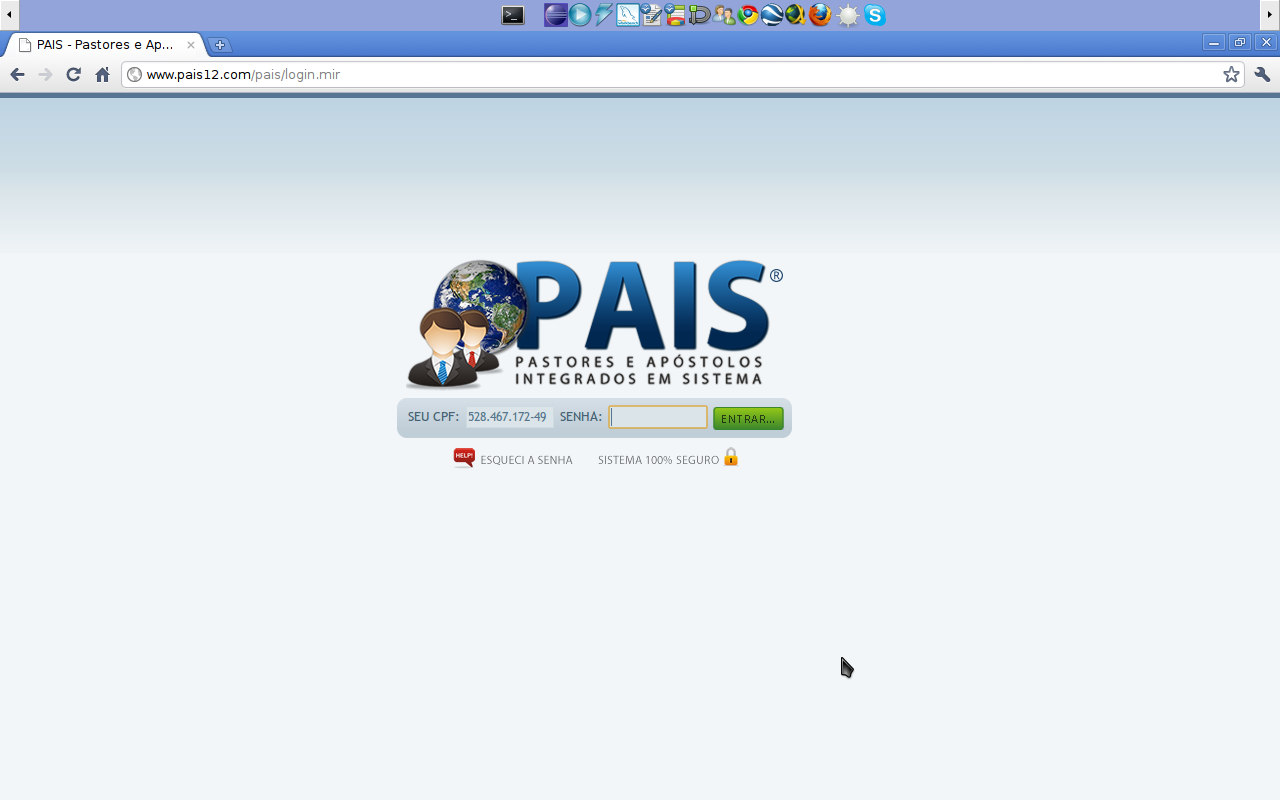 PAIS - Pastores e Ap...
www.pais12.com/pais/login.mir
PAIS®
PASTORES E APÓSTOLOS
INTEGRADOS EM SISTEMA
SEU CPF: 528.467.172-49 SENHA: ENTRAR...
HELP! ESQUECI A SENHA SISTEMA 100% SEGURO